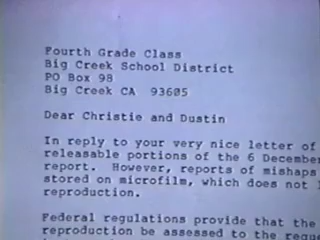 Fourth Grade Class
Big Creek School District
PO Box 98
Big Creek CA  93605
Dear Christie and Dustin
In reply to your very nice letter of
releasable portions of the 6 December
report.  However, reports of mishaps
stored on microfilm, which does not
reproduction.
Federal regulations provide that the
reproduction be assessed to the